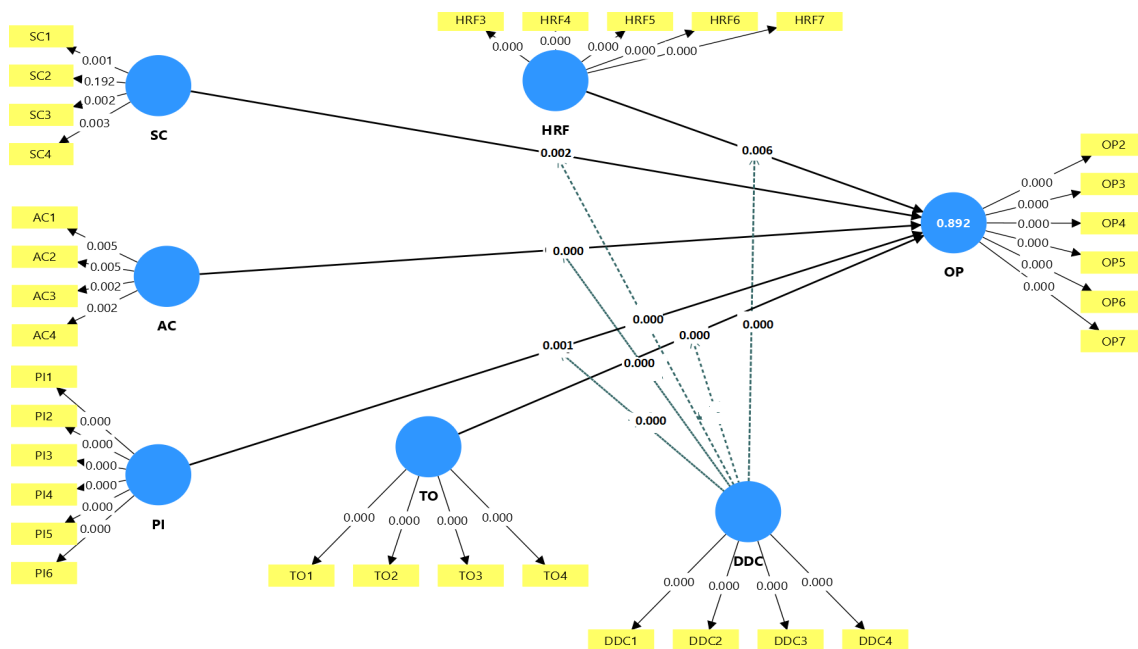 HRF3 HRF4 HRF5 HRF6 HRF7
0.000 0.000 0.000 0.000 0.000
HRF
SC1
SC2
SC3
SC4
0.001
0.192
0.002
0.003
SC
0.002
0.006
AC1
AC2
AC3
AC4
0.005
0.005
0.002
0.002
AC
0.000
0.892
OP
OP2
OP3
OP4
OP5
OP6
OP7
0.000
0.000
0.000
0.000
0.000
0.000
0.000
0.000
0.000
0.001
0.000
0.000
PI1
PI2
PI3
PI4
PI5
PI6
0.000
0.000
0.000
0.000
0.000
0.000
PI
TO
0.000 0.000 0.000 0.000
TO1 TO2 TO3 TO4
DDC
0.000 0.000 0.000 0.000
DDC1 DDC2 DDC3 DDC4